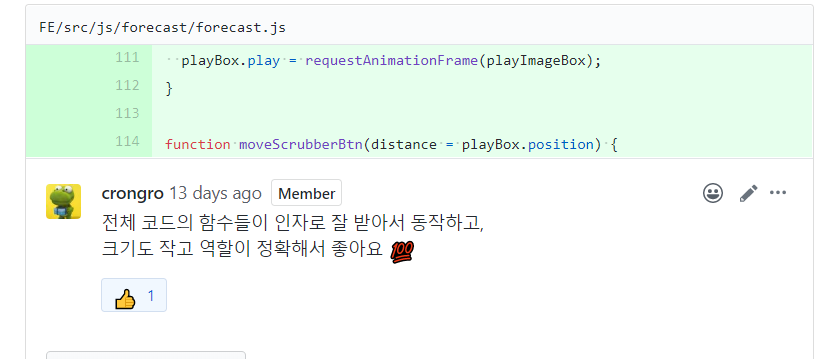 FE/src/js/forecast/forecast.js
111 playBox.play = requestAnimationFrame(playImageBox);
112 }
113
114 function moveScrubberBtn(distance = playBox.position) {
crongro 13 days ago Member
전체 코드의 함수들이 인자로 잘 받아서 동작하고,
크기도 작고 역할이 정확해서 좋아요 💯
👍 1